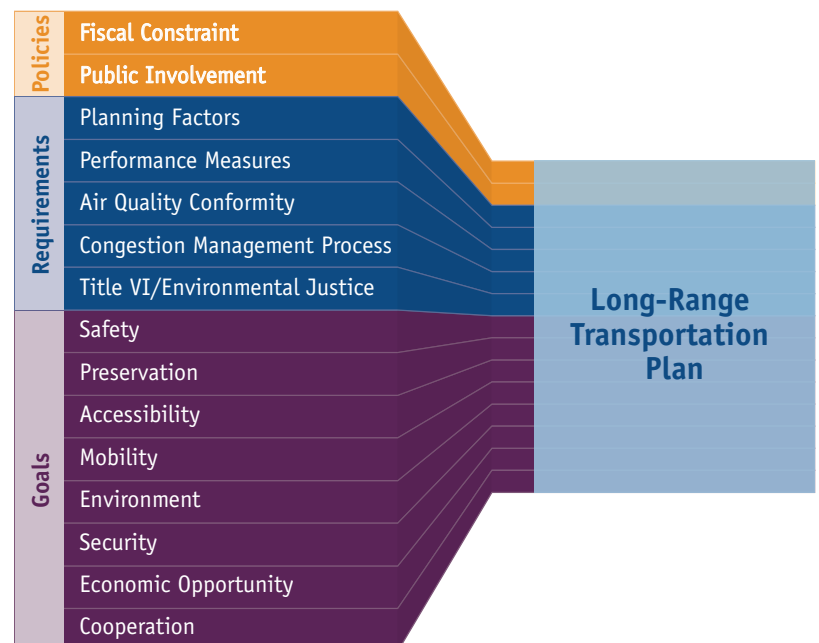 Policies
Fiscal Constraint
Public Involvement
Requirements
Planning Factors
Performance Measures
Air Quality Conformity
Congestion Management Process
Title VI/Environmental Justice
Goals
Safety
Preservation
Accessibility
Mobility
Environment
Security
Economic Opportunity
Cooperation
Long-Range
Transportation
Plan